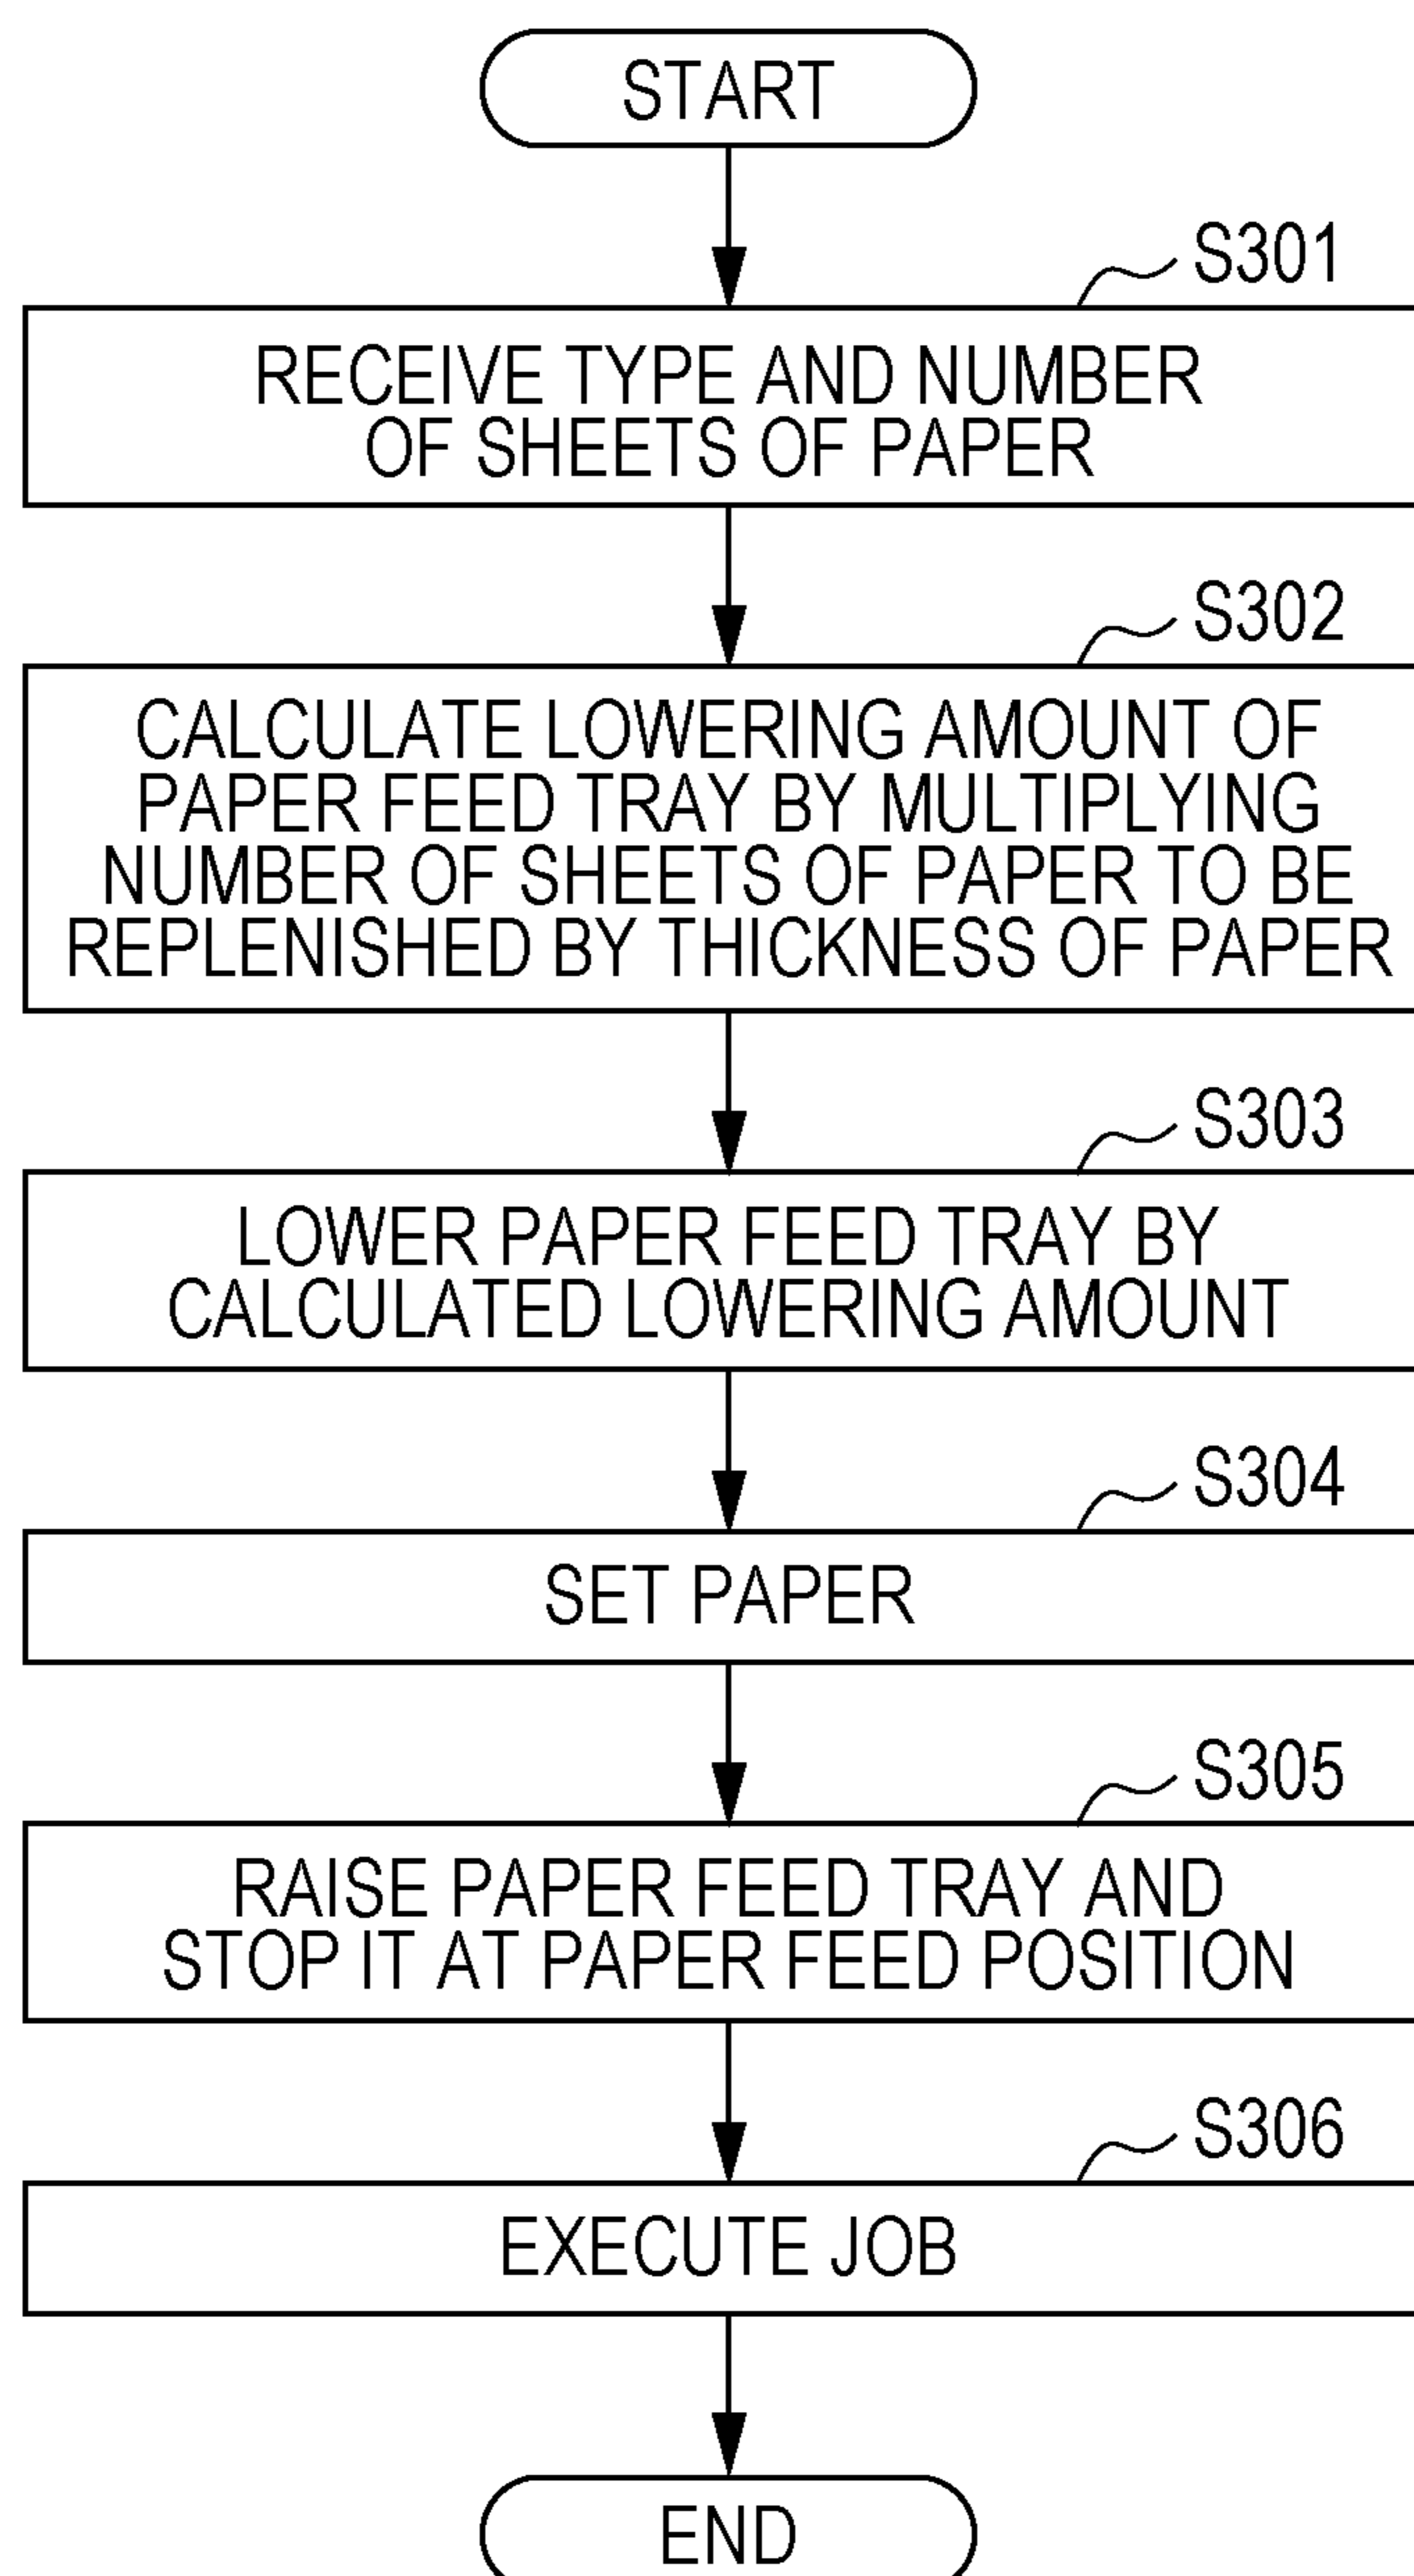 START
S301
RECEIVE TYPE AND NUMBER
OF SHEETS OF PAPER
S302
CALCULATE LOWERING AMOUNT OF
PAPER FEED TRAY BY MULTIPLYING
NUMBER OF SHEETS OF PAPER TO BE
REPLENISHED BY THICKNESS OF PAPER
S303
LOWER PAPER FEED TRAY BY
CALCULATED LOWERING AMOUNT
S304
SET PAPER
S305
RAISE PAPER FEED TRAY AND
STOP IT AT PAPER FEED POSITION
S306
EXECUTE JOB
END